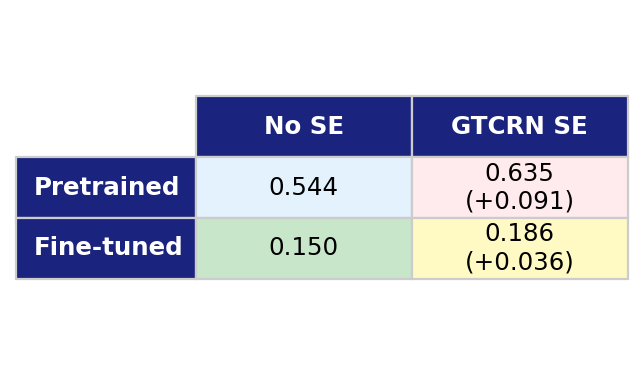 No SE GTCRN SE
Pretrained 0.544 0.635
(+0.091)
Fine-tuned 0.150 0.186
(+0.036)